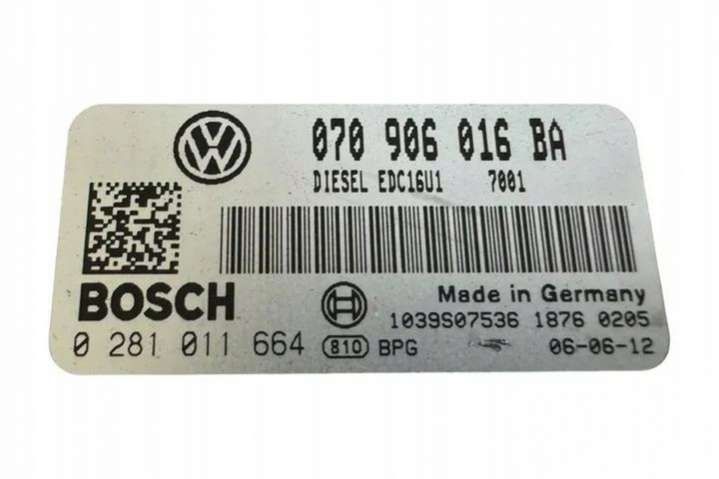 070 906 016 BA
DIESEL EDC16U1 7001
BOSCH
Made in Germany
1039S07536 1876 0205
0 281 011 664 810 BPG 06-06-12